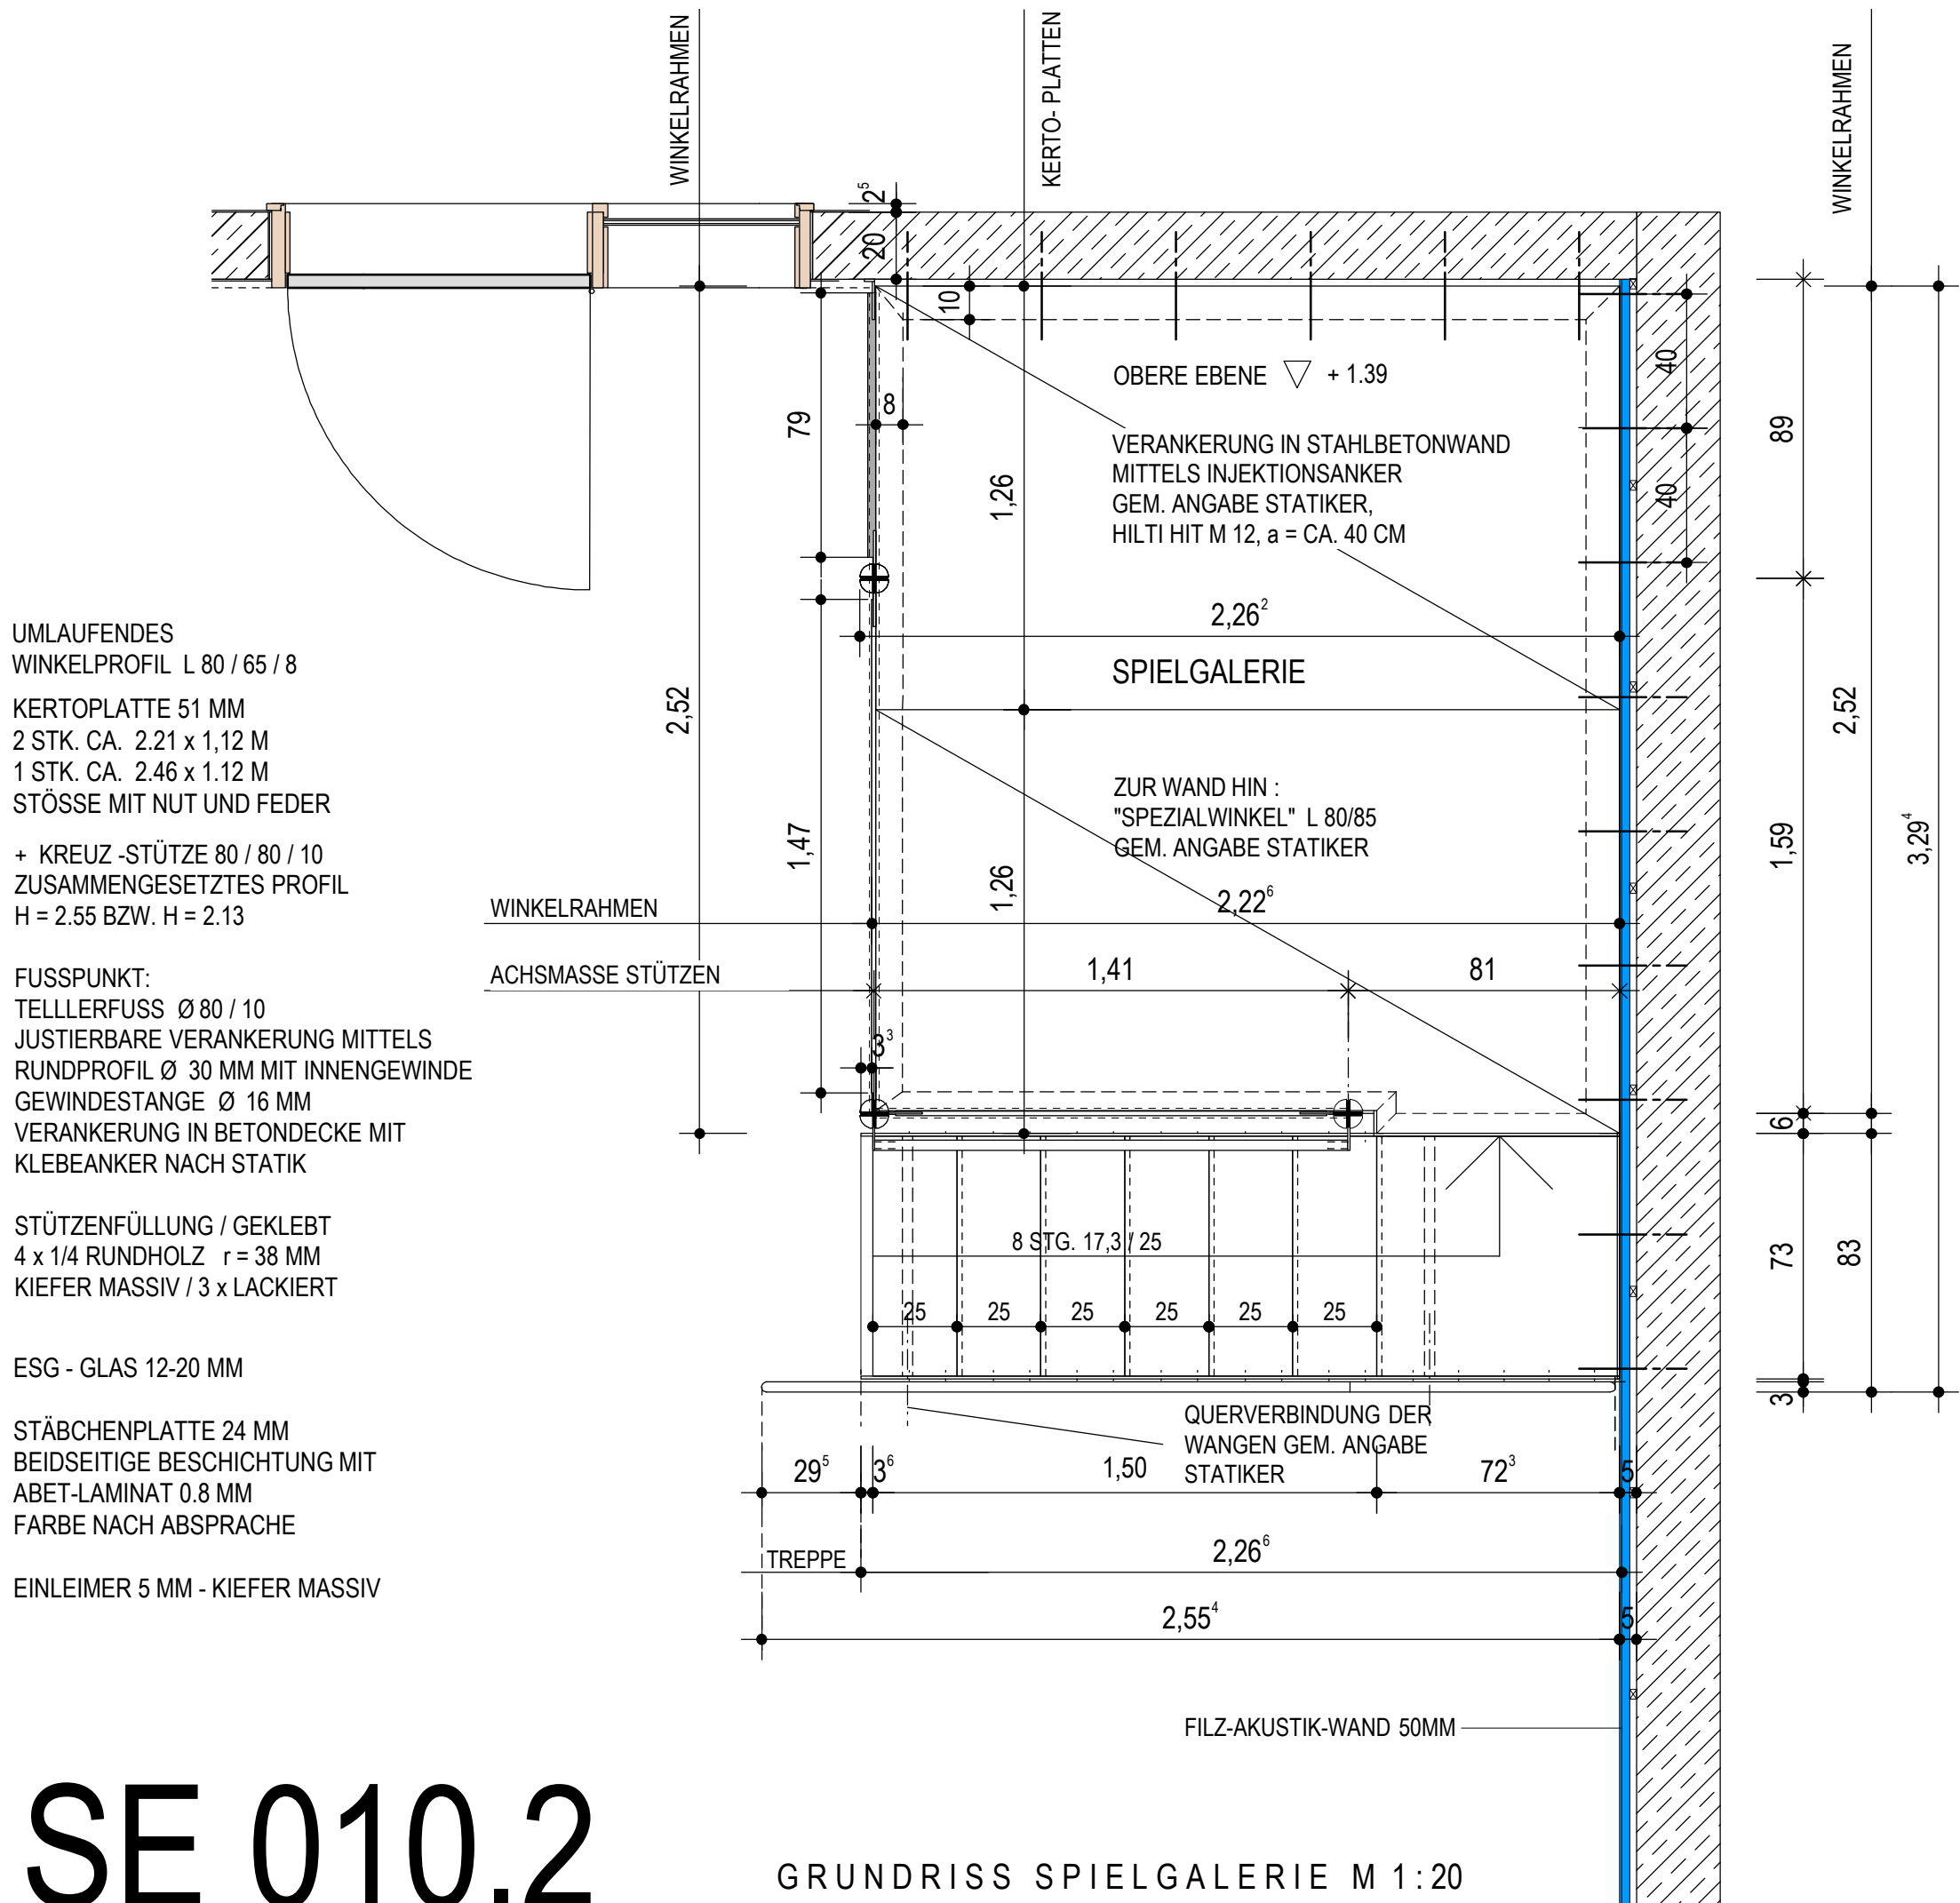 WINKELRAHMEN
KERTO- PLATTEN
WINKELRAHMEN
2⁵
20
10
8
79
1,26
OBERE EBENE + 1.39
VERANKERUNG IN STAHLBETONWAND
MITTELS INJEKTIONSANKER
GEM. ANGABE STATIKER,
HILTI HIT M 12, a = CA. 40 CM
40
40
89
2,26²
SPIELGALERIE
2,52
2,52
3,29⁴
1,59
1,47
1,26
ZUR WAND HIN :
"SPEZIALWINKEL" L 80/85
GEM. ANGABE STATIKER
2,22⁶
WINKELRAHMEN
ACHSMASSE STÜTZEN
1,41
81
3³
6
73
83
3
8 STG. 17,3 / 25
25
25
25
25
25
25
QUERVERBINDUNG DER
WANGEN GEM. ANGABE
STATIKER
29⁵
3⁶
1,50
72³
5
TREPPE
2,26⁶
2,55⁴
5
FILZ-AKUSTIK-WAND 50MM
UMLAUFENDES
WINKELPROFIL L 80 / 65 / 8
KERTOPLATTE 51 MM
2 STK. CA. 2.21 x 1,12 M
1 STK. CA. 2.46 x 1.12 M
STÖSSE MIT NUT UND FEDER
+ KREUZ -STÜTZE 80 / 80 / 10
ZUSAMMENGESETZTES PROFIL
H = 2.55 BZW. H = 2.13
FUSSPUNKT:
TELLLERFUSS Ø 80 / 10
JUSTIERBARE VERANKERUNG MITTELS
RUNDPROFIL Ø 30 MM MIT INNENGEWINDE
GEWINDESTANGE Ø 16 MM
VERANKERUNG IN BETONDECKE MIT
KLEBEANKER NACH STATIK
STÜTZENFÜLLUNG / GEKLEBT
4 x 1/4 RUNDHOLZ r = 38 MM
KIEFER MASSIV / 3 x LACKIERT
ESG - GLAS 12-20 MM
STÄBCHENPLATTE 24 MM
BEIDSEITIGE BESCHICHTUNG MIT
ABET-LAMINAT 0.8 MM
FARBE NACH ABSPRACHE
EINLEIMER 5 MM - KIEFER MASSIV
SE 010.2
GRUNDRISS SPIELGALERIE M 1:20